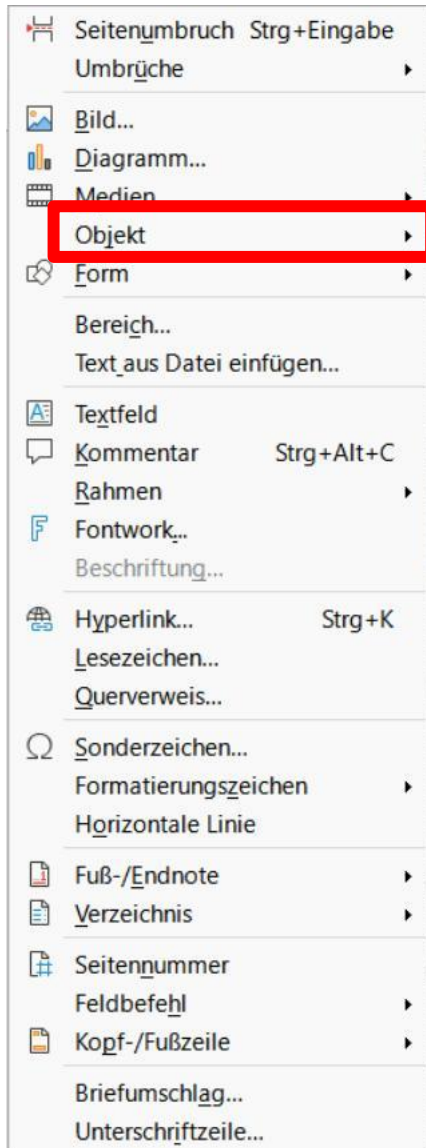 Seitenumbruch Strg+Eingabe
Umbrüche
Bild...
Diagramm...
Medien
Objekt
Form
Bereich...
Text aus Datei einfügen...
Textfeld
Kommentar Strg+Alt+C
Rahmen
Fontwork...
Beschriftung...
Hyperlink... Strg+K
Lesezeichen...
Querverweis...
Sonderzeichen...
Formatierungszeichen
Horizontale Linie
Fuß-/Endnote
Verzeichnis
Seitennummer
Feldbefehl
Kopf-/Fußzeile
Briefumschlag...
Unterschriftzeile...